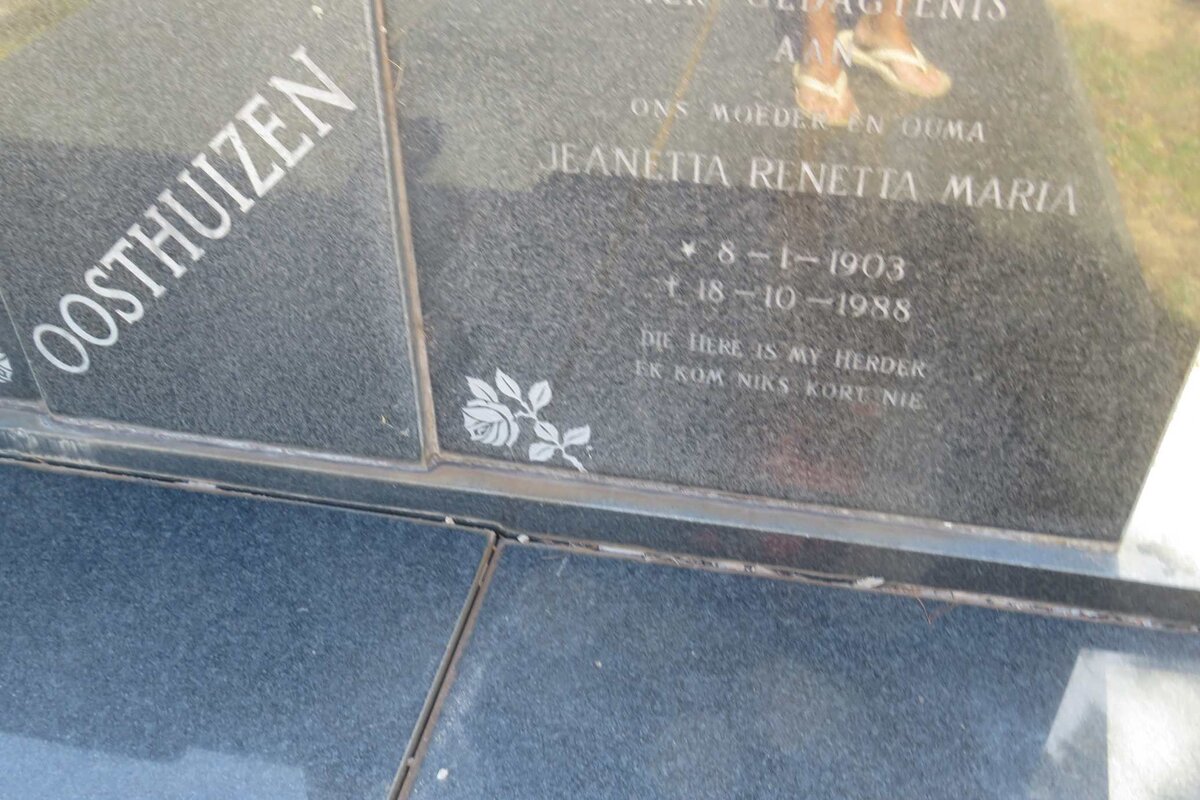 OOSTHUIZEN
GEDAGTENIS
AAN
ONS MOEDER EN OUMA
JEANETTA RENETTA MARIA
* 8-1-1903
† 18-10-1988
DIE HERE IS MY HERDER
EK KOM NIKS KORT NIE